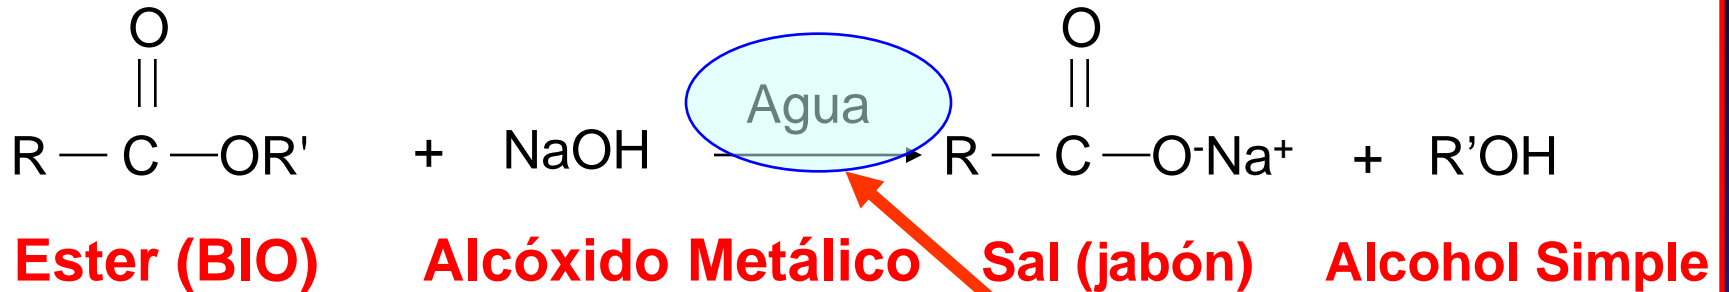 O O
|| Agua ||
R — C — OR' + NaOH → R — C — O⁻Na⁺ + R’OH
Ester (BIO) Alcóxido Metálico Sal (jabón) Alcohol Simple